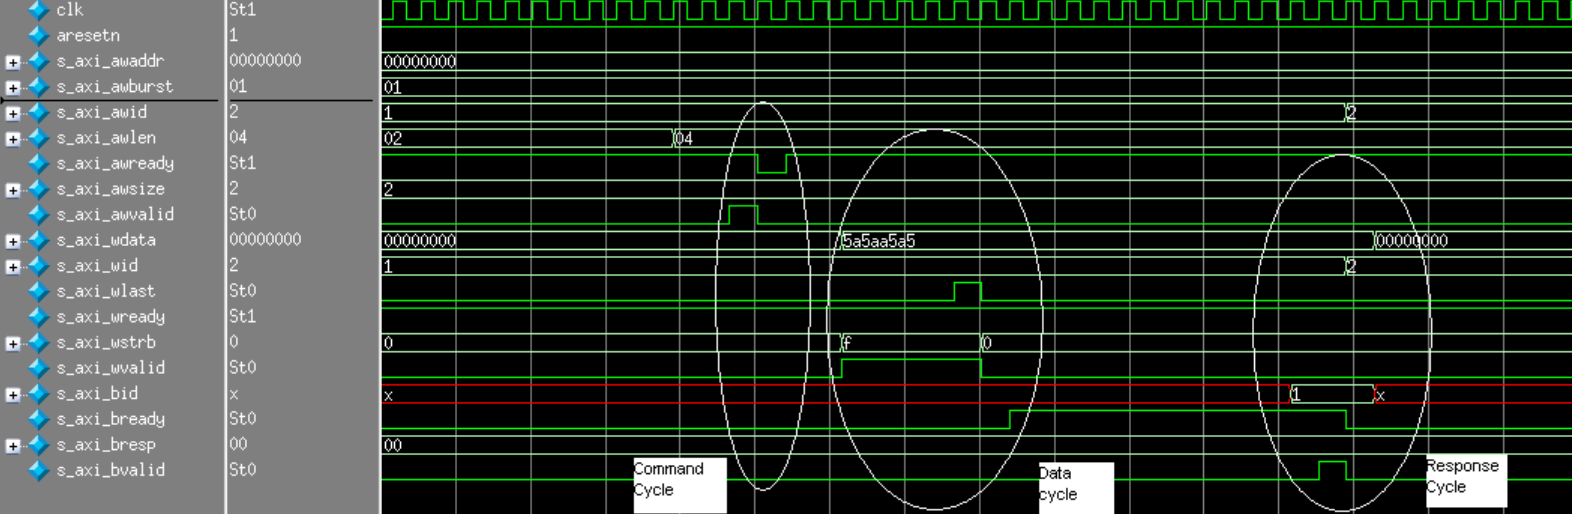 clk St1
aresetn 1
s_axi_awaddr 00000000 00000000
s_axi_awburst 01 01
s_axi_awid 2 1 2
s_axi_awlen 04 02 04
s_axi_awready St1
s_axi_awsize 2 2
s_axi_awvalid St0
s_axi_wdata 00000000 00000000 5a5aa5a5 00000000
s_axi_wid 2 1 2
s_axi_wlast St0
s_axi_wready St1
s_axi_wstrb 0 0 f 0
s_axi_wvalid St0
s_axi_bid x x 1 x
s_axi_bready St0
s_axi_bresp 00 00
s_axi_bvalid St0
Command
Cycle
Data
cycle
Response
Cycle